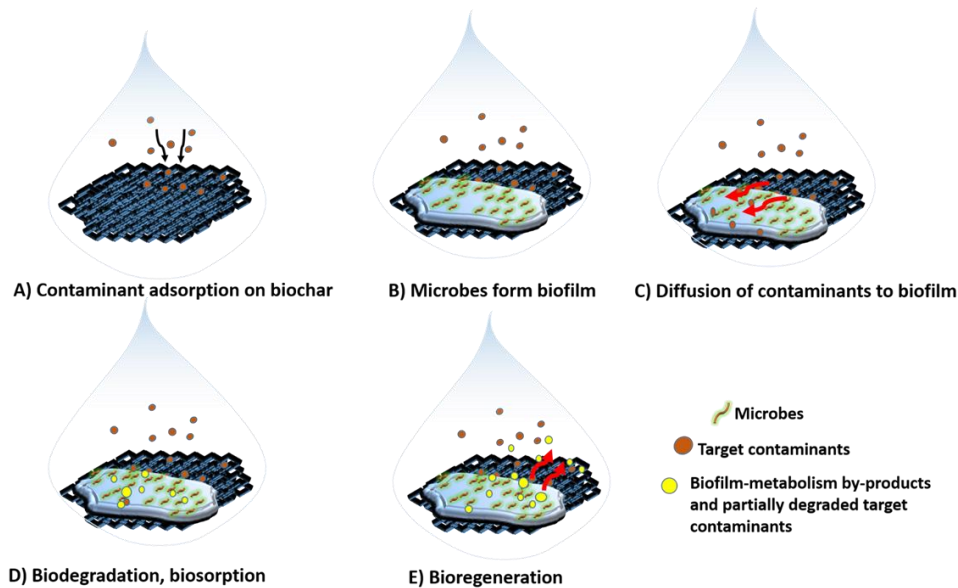 A) Contaminant adsorption on biochar
B) Microbes form biofilm
C) Diffusion of contaminants to biofilm
D) Biodegradation, biosorption
E) Bioregeneration
Microbes
Target contaminants
Biofilm-metabolism by-products
and partially degraded target
contaminants